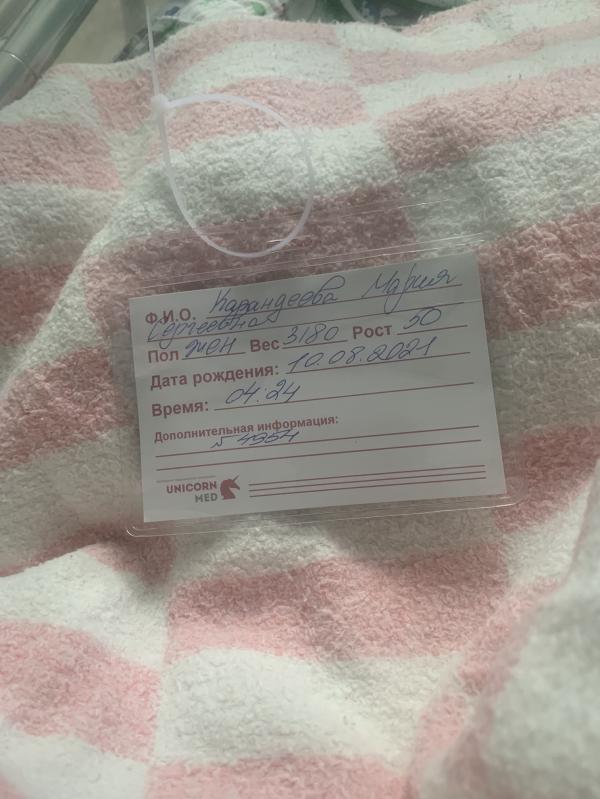 Ф.И.О. Карандеева Мария
Сергеевна
Пол жен Вес 3180 Рост 50
Дата рождения: 10.08.2021
Время: 04:24
Дополнительная информация:
N 4954
UNICORN
MED